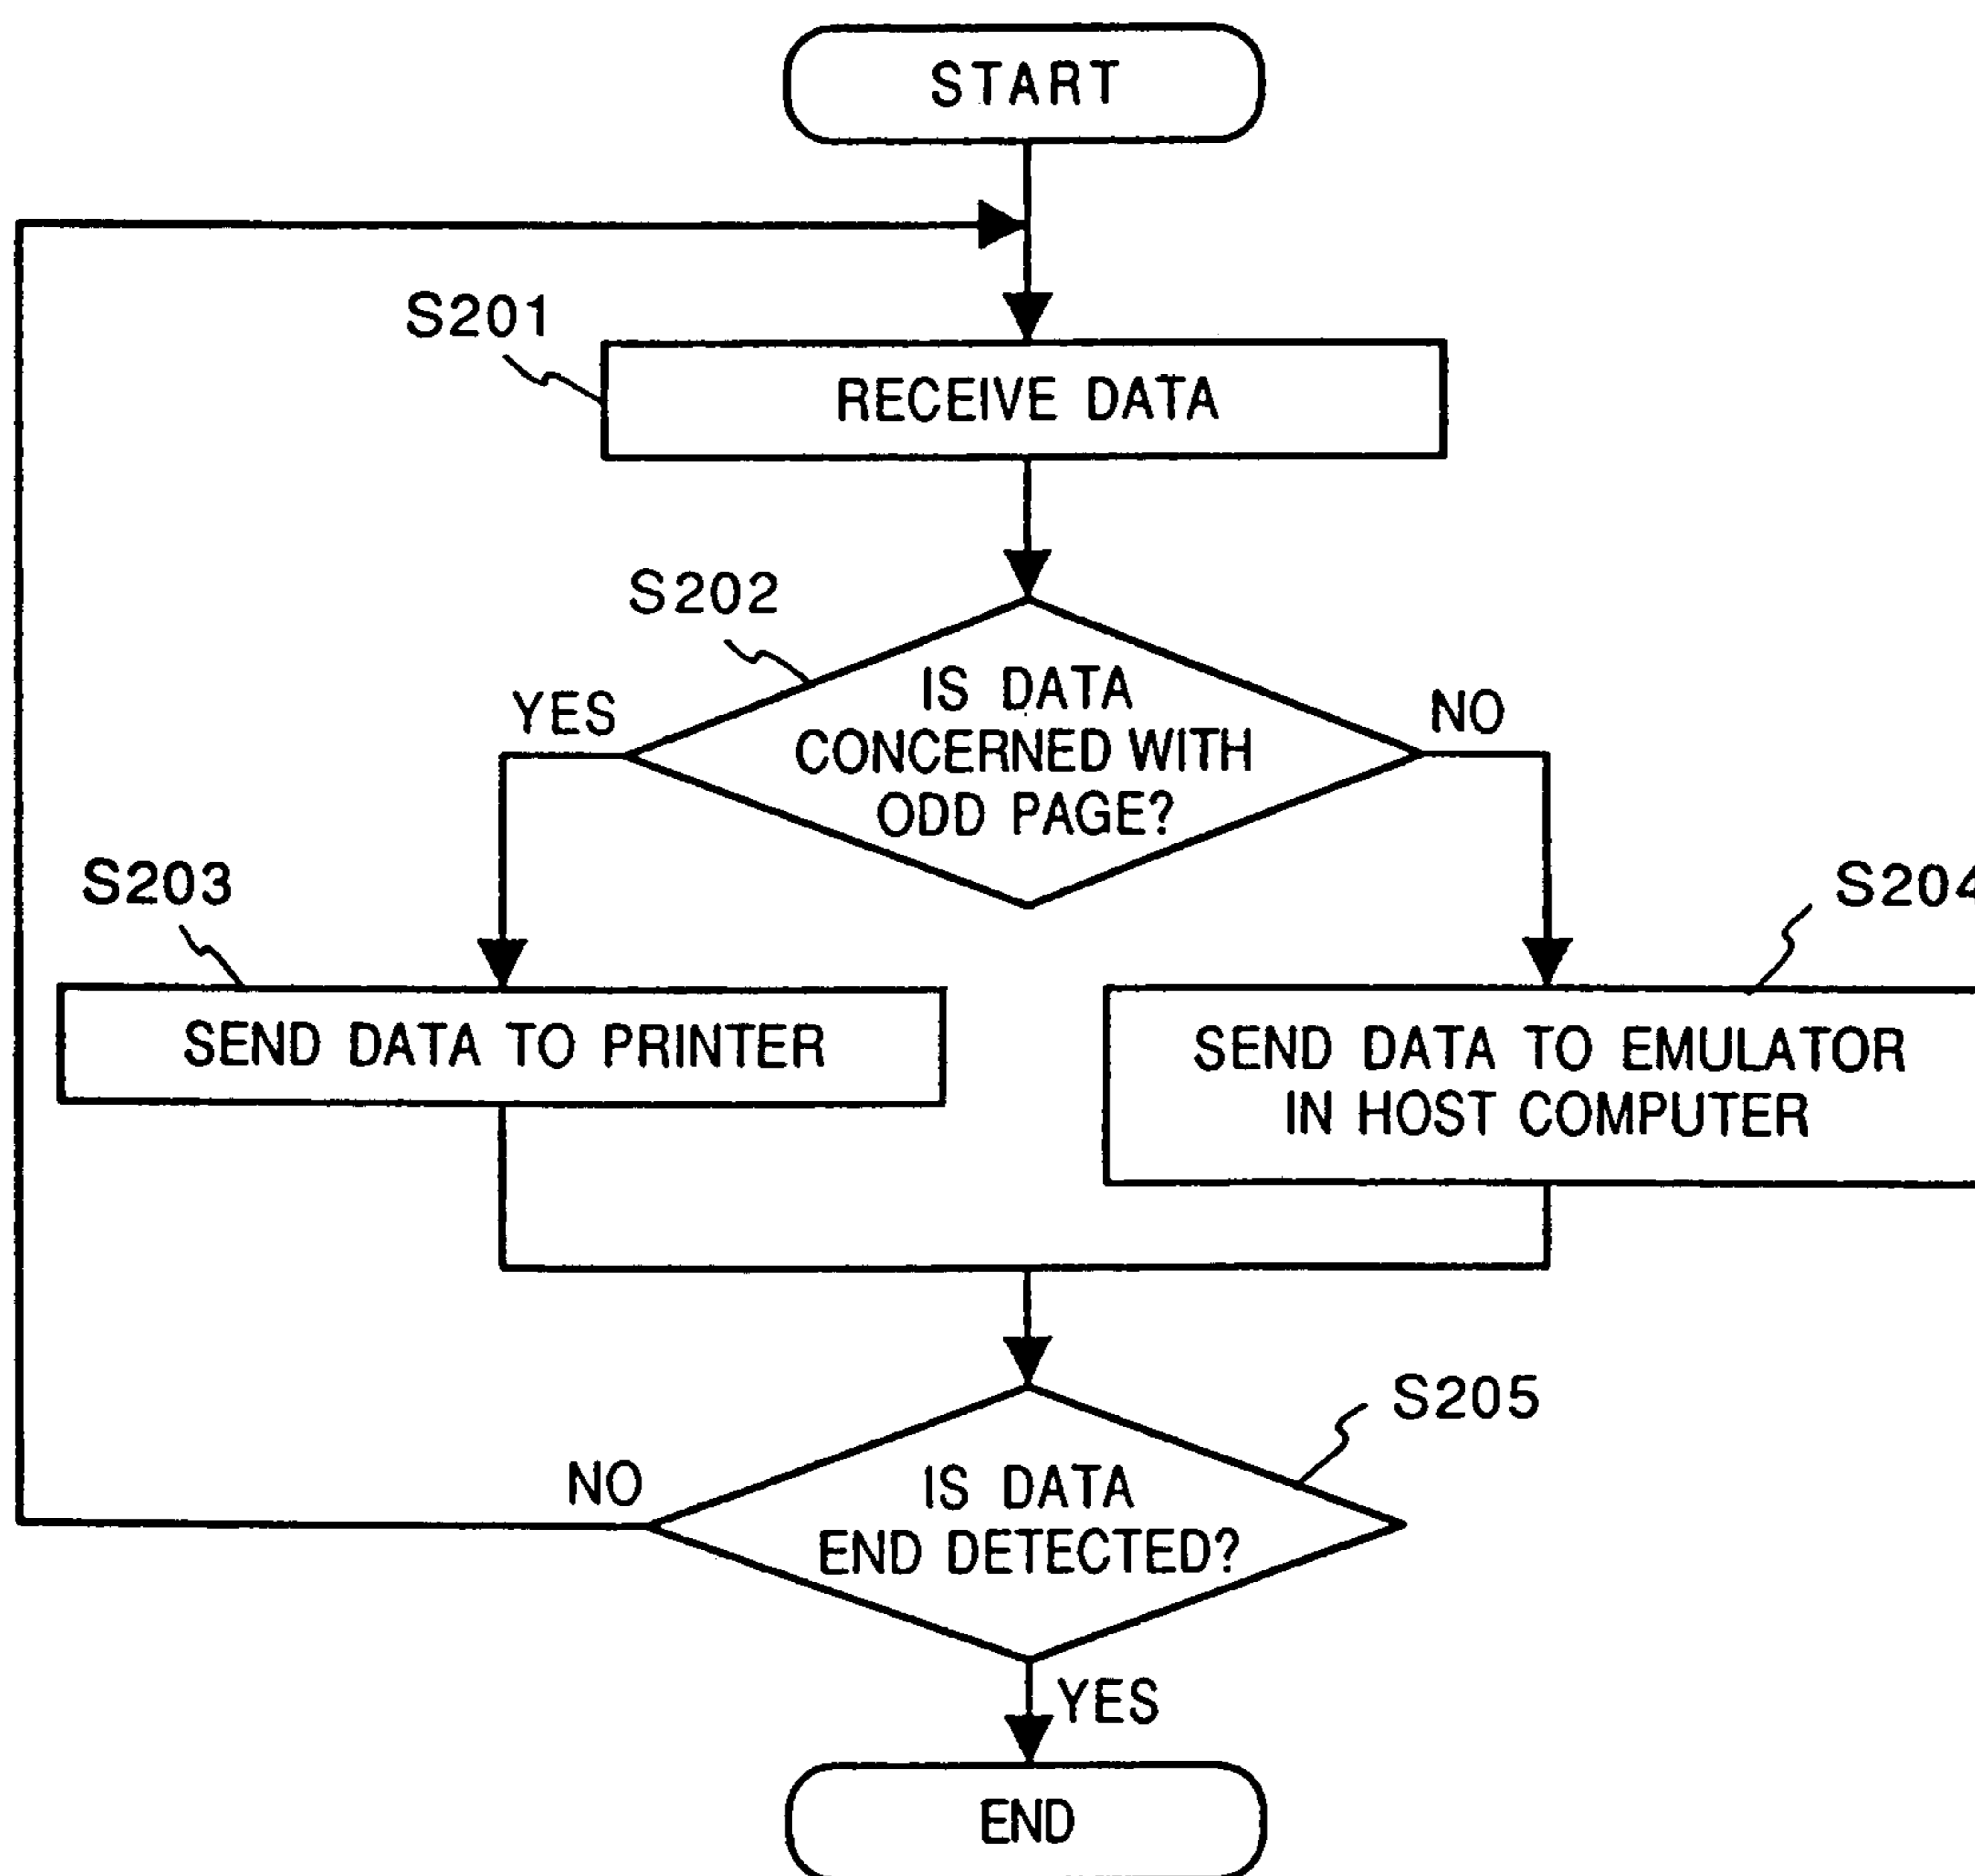 START
S201
RECEIVE DATA
S202
IS DATA
CONCERNED WITH
ODD PAGE?
YES
NO
S203
S204
SEND DATA TO PRINTER
SEND DATA TO EMULATOR
IN HOST COMPUTER
S205
IS DATA
END DETECTED?
NO
YES
END